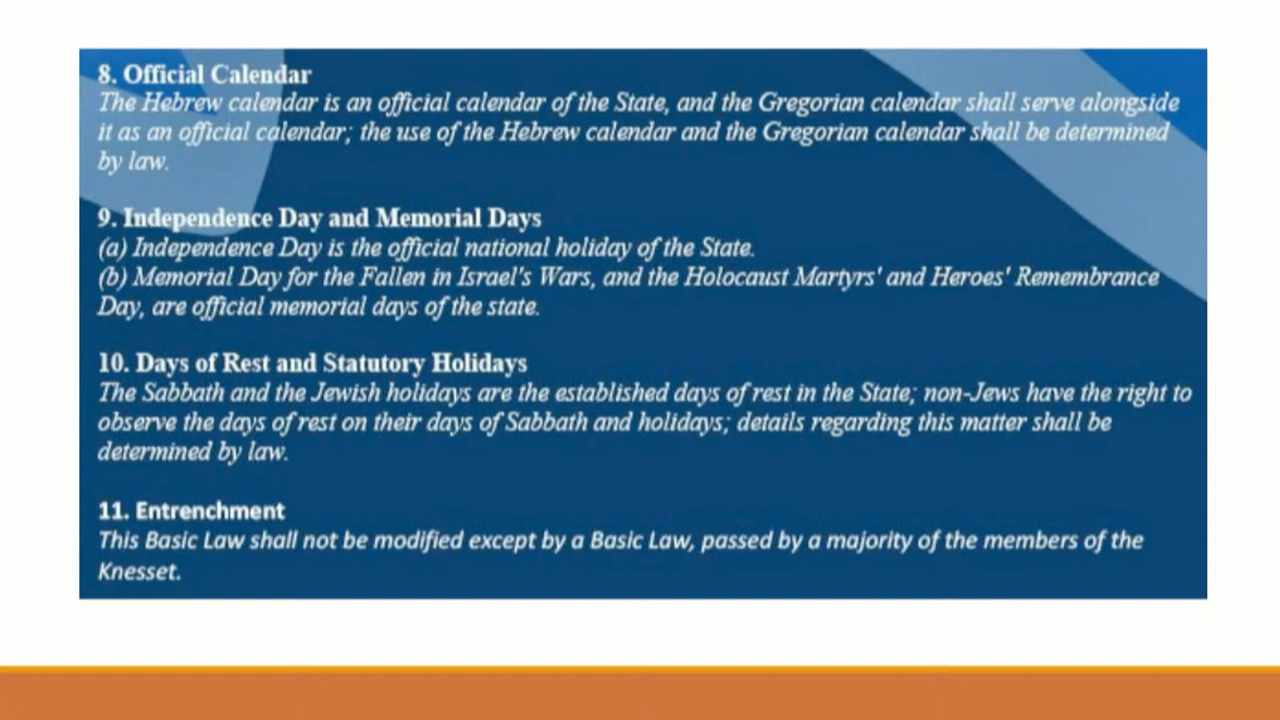 8. Official Calendar
The Hebrew calendar is an official calendar of the State, and the Gregorian calendar shall serve alongside
it as an official calendar; the use of the Hebrew calendar and the Gregorian calendar shall be determined
by law.
9. Independence Day and Memorial Days
(a) Independence Day is the official national holiday of the State.
(b) Memorial Day for the Fallen in Israel's Wars, and the Holocaust Martyrs' and Heroes' Remembrance
Day, are official memorial days of the state.
10. Days of Rest and Statutory Holidays
The Sabbath and the Jewish holidays are the established days of rest in the State; non-Jews have the right to
observe the days of rest on their days of Sabbath and holidays; details regarding this matter shall be
determined by law.
11. Entrenchment
This Basic Law shall not be modified except by a Basic Law, passed by a majority of the members of the
Knesset.